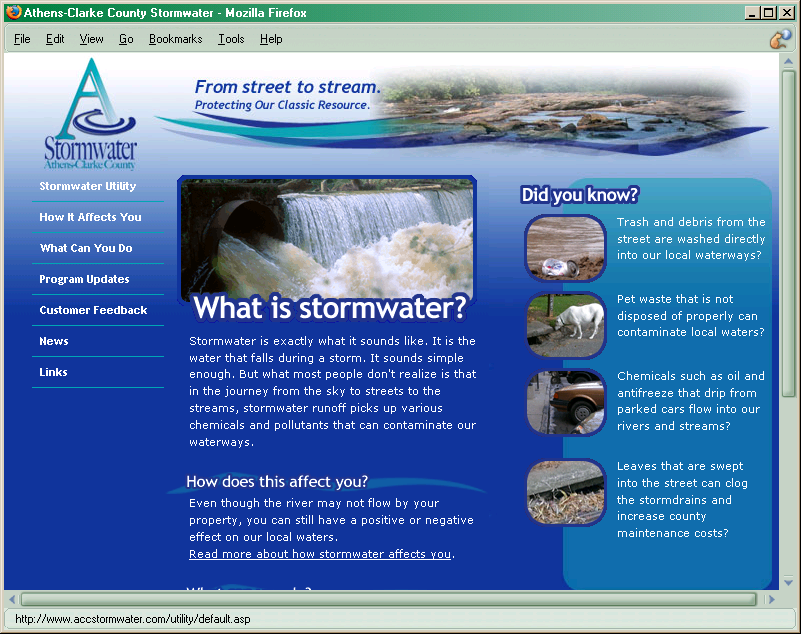 Athens-Clarke County Stormwater - Mozilla Firefox
File Edit View Go Bookmarks Tools Help
Stormwater
Athens-Clarke County
From street to stream.
Protecting Our Classic Resource.
Stormwater Utility
How It Affects You
What Can You Do
Program Updates
Customer Feedback
News
Links
What is stormwater?
Stormwater is exactly what it sounds like. It is the
water that falls during a storm. It sounds simple
enough. But what most people don't realize is that
in the journey from the sky to streets to the
streams, stormwater runoff picks up various
chemicals and pollutants that can contaminate our
waterways.
How does this affect you?
Even though the river may not flow by your
property, you can still have a positive or negative
effect on our local waters.
Read more about how stormwater affects you.
Did you know?
Trash and debris from the
street are washed directly
into our local waterways?
Pet waste that is not
disposed of properly can
contaminate local waters?
Chemicals such as oil and
antifreeze that drip from
parked cars flow into our
rivers and streams?
Leaves that are swept
into the street can clog
the stormdrains and
increase county
maintenance costs?
http://www.accstormwater.com/utility/default.asp